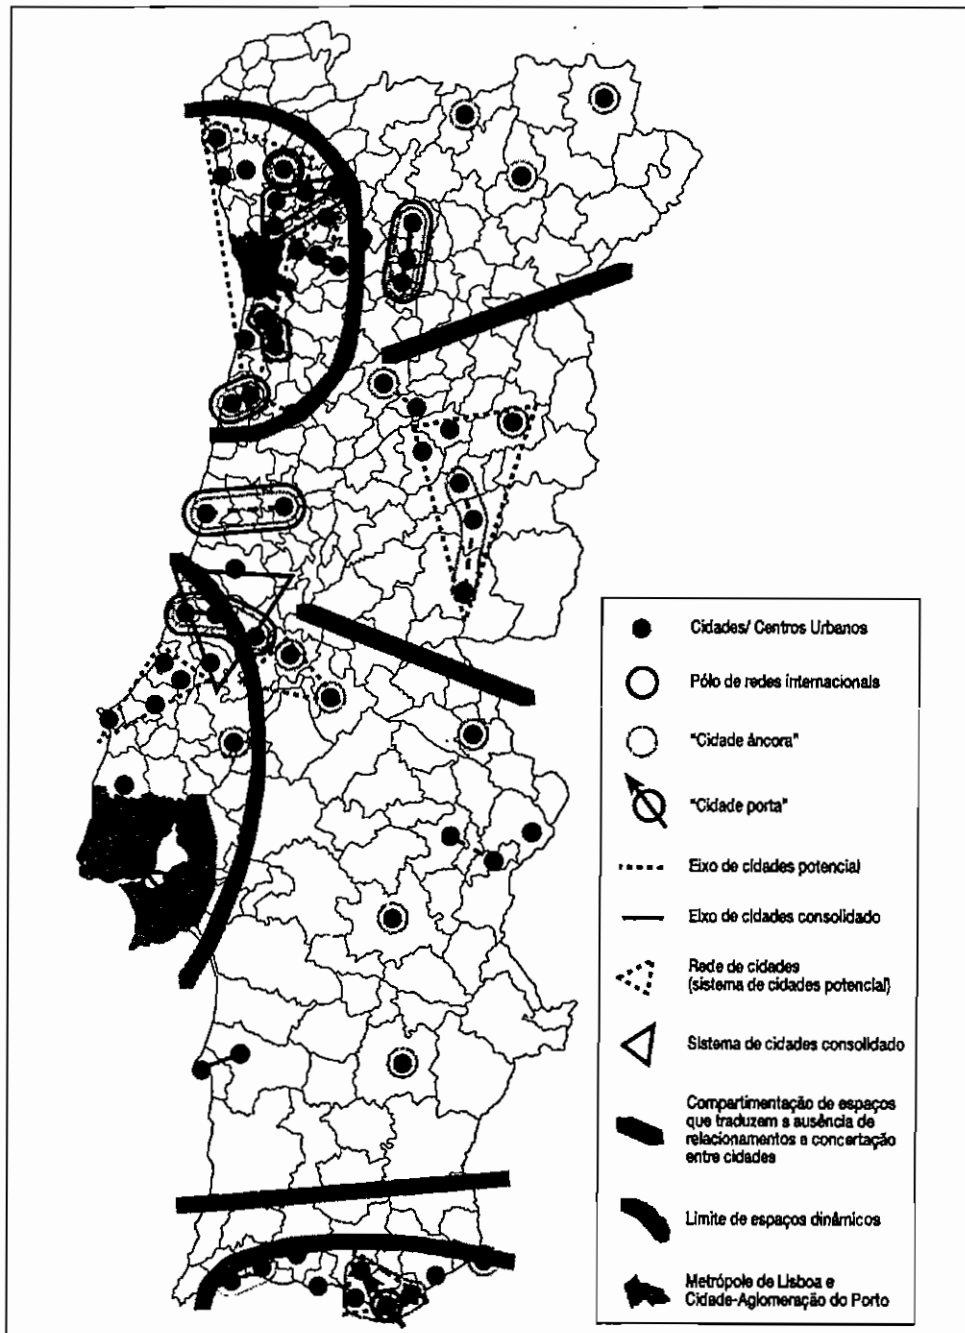 Cidades/ Centros Urbanos
Pólo de redes internacionais
"Cidade âncora"
"Cidade porta"
Eixo de cidades potencial
Eixo de cidades consolidado
Rede de cidades
(sistema de cidades potencial)
Sistema de cidades consolidado
Compartimentação de espaços
que traduzem a ausência de
relacionamentos e concertação
entre cidades
Limite de espaços dinâmicos
Metrópole de Lisboa e
Cidade-Aglomeração do Porto